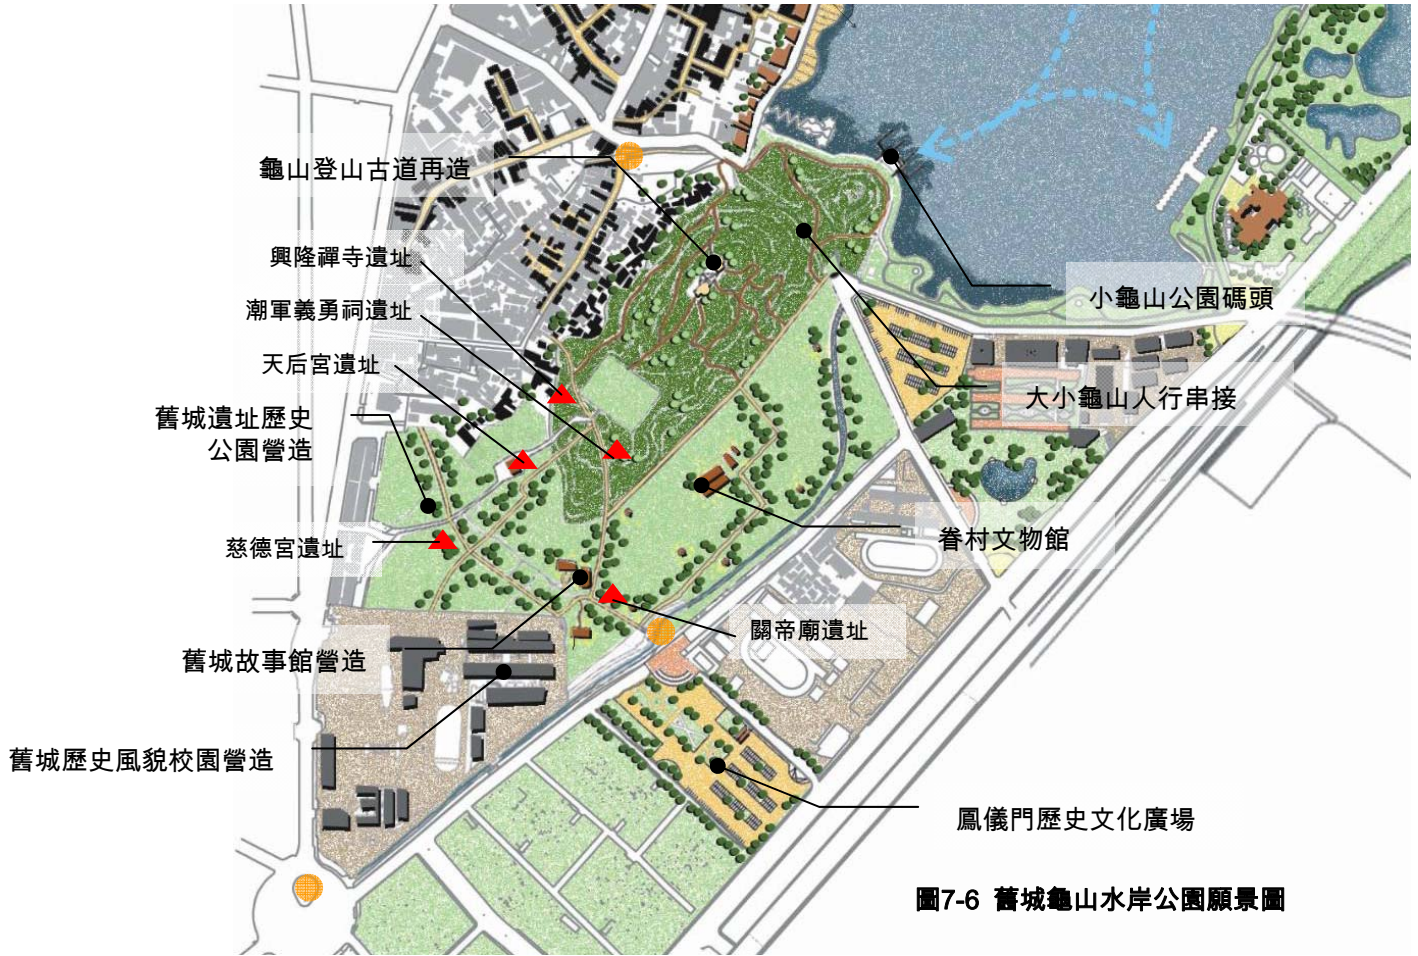 龜山登山古道再造
興隆禪寺遺址
潮軍義勇祠遺址
天后宮遺址
舊城遺址歷史
公園營造
慈德宮遺址
舊城故事館營造
舊城歷史風貌校園營造
小龜山公園碼頭
大小龜山人行串接
眷村文物館
關帝廟遺址
鳳儀門歷史文化廣場
圖7-6 舊城龜山水岸公園願景圖